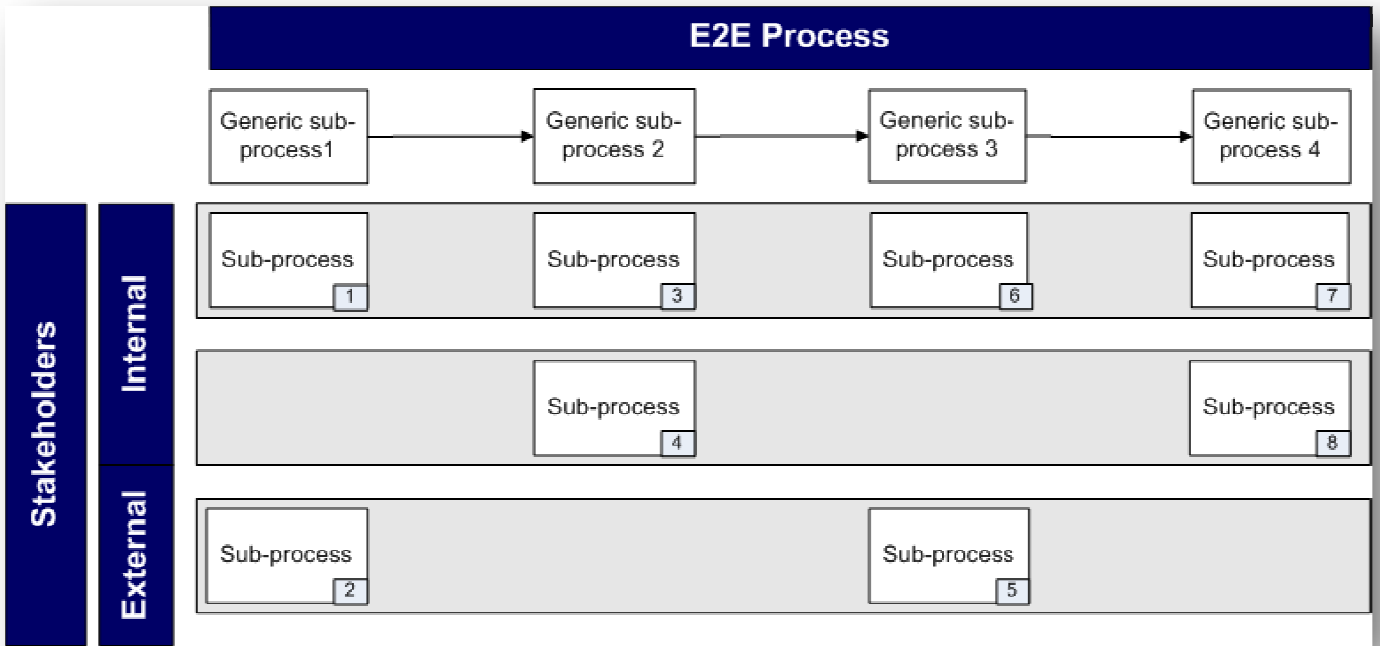 E2E Process
Generic sub-
process1
Generic sub-
process 2
Generic sub-
process 3
Generic sub-
process 4
Stakeholders
Internal
Sub-process
1
Sub-process
3
Sub-process
6
Sub-process
7
Sub-process
4
Sub-process
8
External
Sub-process
2
Sub-process
5